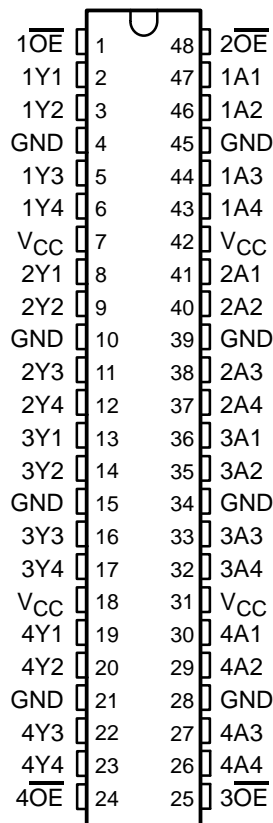 1OE 1 48 2OE
1Y1 2 47 1A1
1Y2 3 46 1A2
GND 4 45 GND
1Y3 5 44 1A3
1Y4 6 43 1A4
VCC 7 42 VCC
2Y1 8 41 2A1
2Y2 9 40 2A2
GND 10 39 GND
2Y3 11 38 2A3
2Y4 12 37 2A4
3Y1 13 36 3A1
3Y2 14 35 3A2
GND 15 34 GND
3Y3 16 33 3A3
3Y4 17 32 3A4
VCC 18 31 VCC
4Y1 19 30 4A1
4Y2 20 29 4A2
GND 21 28 GND
4Y3 22 27 4A3
4Y4 23 26 4A4
4OE 24 25 3OE